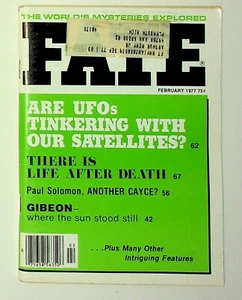 THE WORLD'S MYSTERIES EXPLORED
FATE
®
FEBRUARY 1977 75¢
ARE UFOs
TINKERING WITH
OUR SATELLITES? 62
THERE IS
LIFE AFTER DEATH 67
Paul Solomon, ANOTHER CAYCE? 56
GIBEON—
where the sun stood still 42
02
...Plus Many Other
Intriguing Features